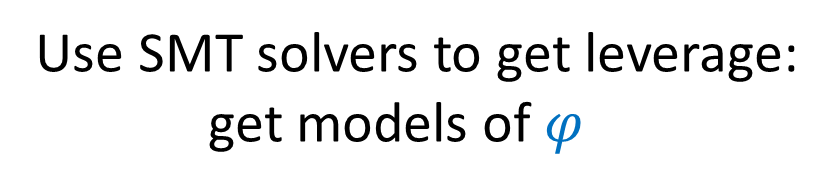 Use SMT solvers to get leverage:
get models of φ